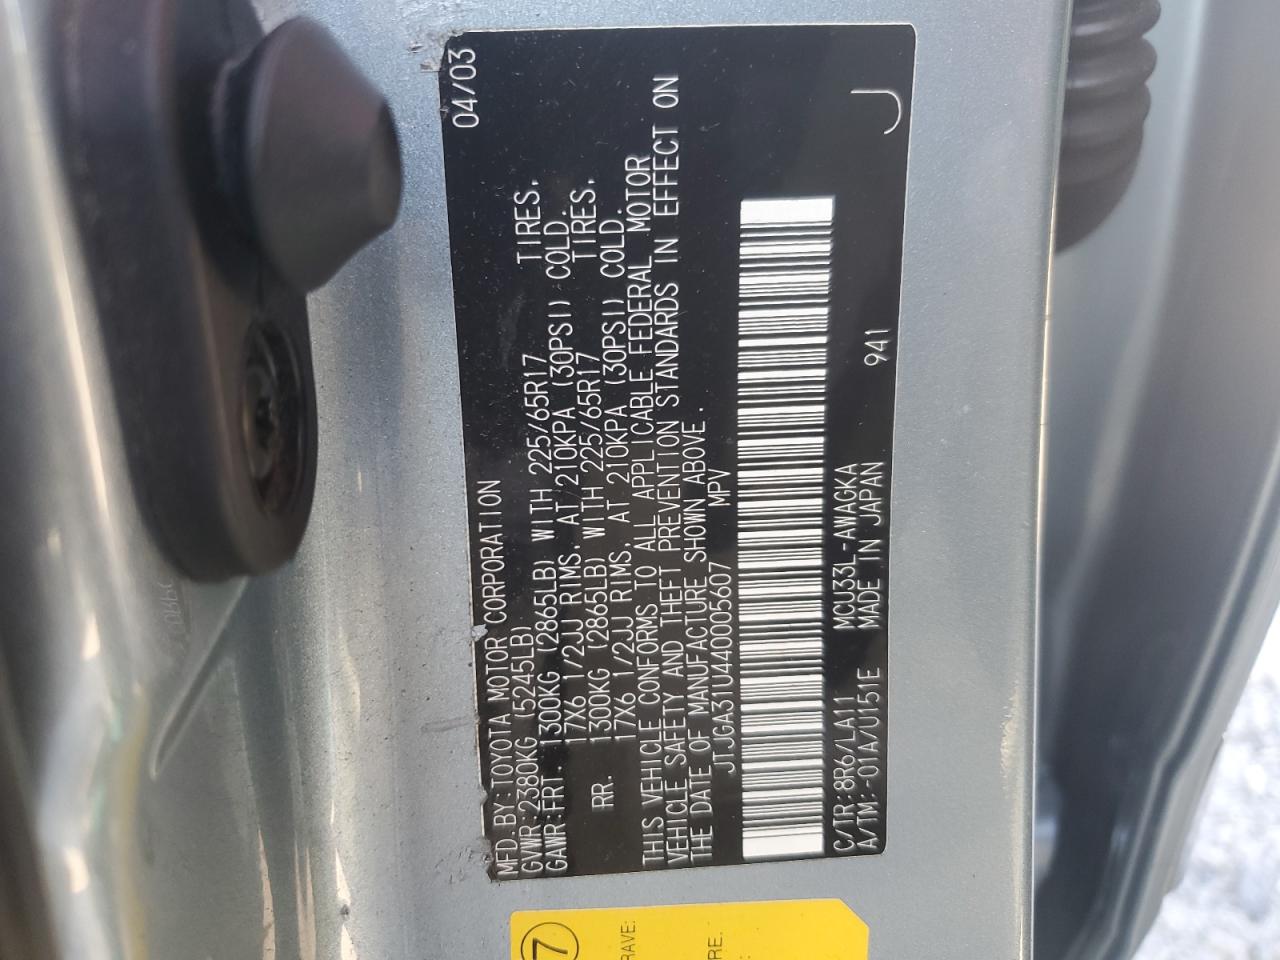 MFD.BY:TOYOTA MOTOR CORPORATION 04/03
GVWR:2380KG (5245LB)
GAWR:FRT. 1300KG (2865LB) WITH 225/65R17 TIRES,
17X6 1/2JJ RIMS, AT 210KPA (30PSI) COLD.
RR. 1300KG (2865LB) WITH 225/65R17 TIRES,
17X6 1/2JJ RIMS, AT 210KPA (30PSI) COLD.
THIS VEHICLE CONFORMS TO ALL APPLICABLE FEDERAL MOTOR
VEHICLE SAFETY AND THEFT PREVENTION STANDARDS IN EFFECT ON
THE DATE OF MANUFACTURE SHOWN ABOVE.
JTJGA31U440005607 MPV
C/TR:8R6/LA11 MCU33L-AWAGKA
A/TM:-01A/U151E MADE IN JAPAN 941 J
7
RAVE:
RE.